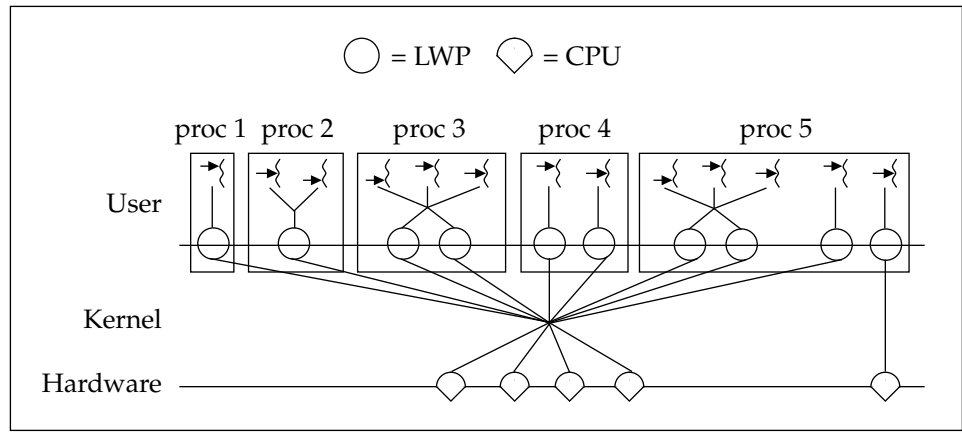 = LWP = CPU
proc 1 proc 2 proc 3 proc 4 proc 5
User
Kernel
Hardware